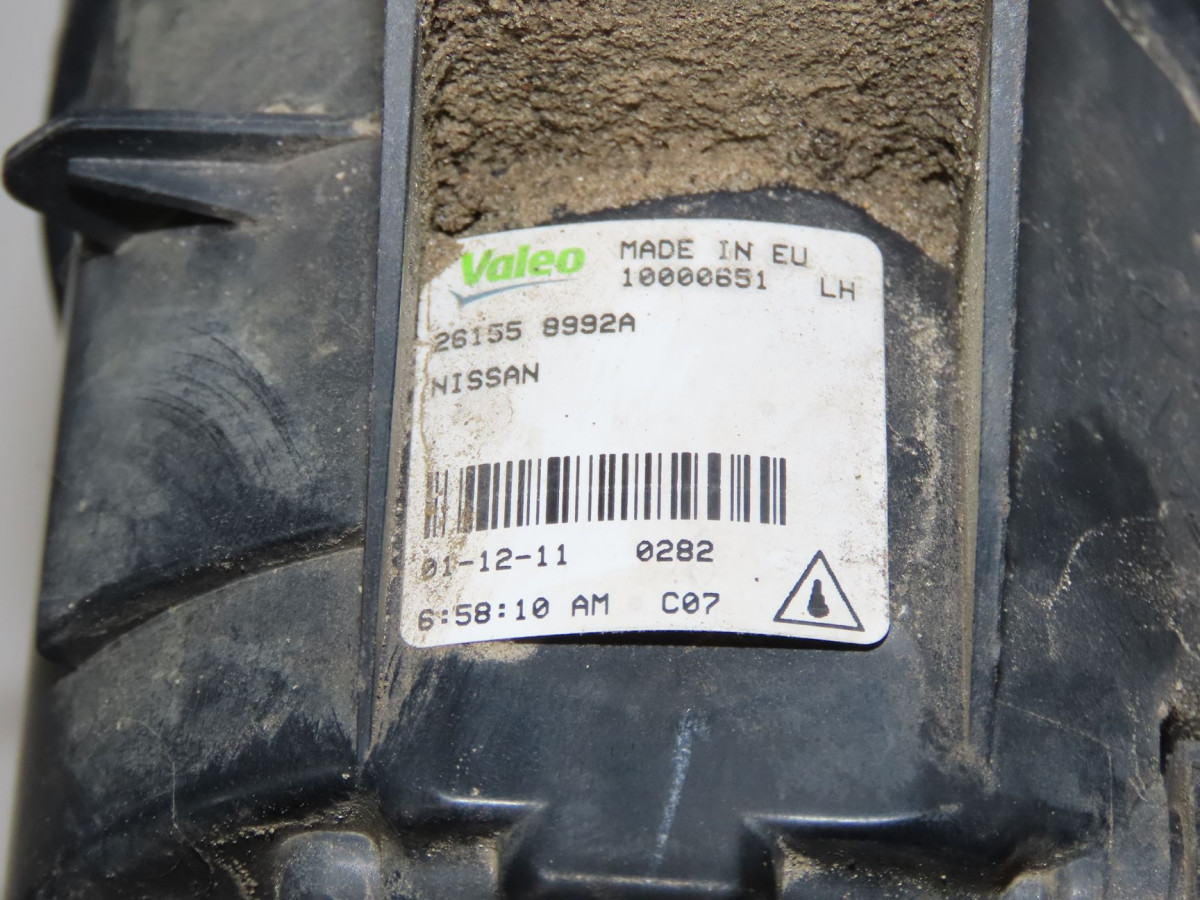 Valeo MADE IN EU
10000651 LH
26155 8992A
NISSAN
01-12-11 0282
6:58:10 AM C07